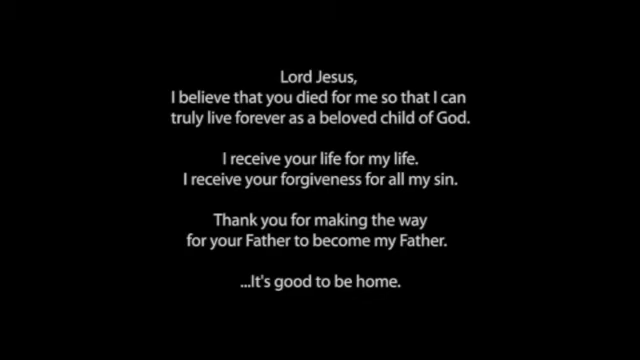 Lord Jesus,
I believe that you died for me so that I can
truly live forever as a beloved child of God.
I receive your life for my life.
I receive your forgiveness for all my sin.
Thank you for making the way
for your Father to become my Father.
...It's good to be home.